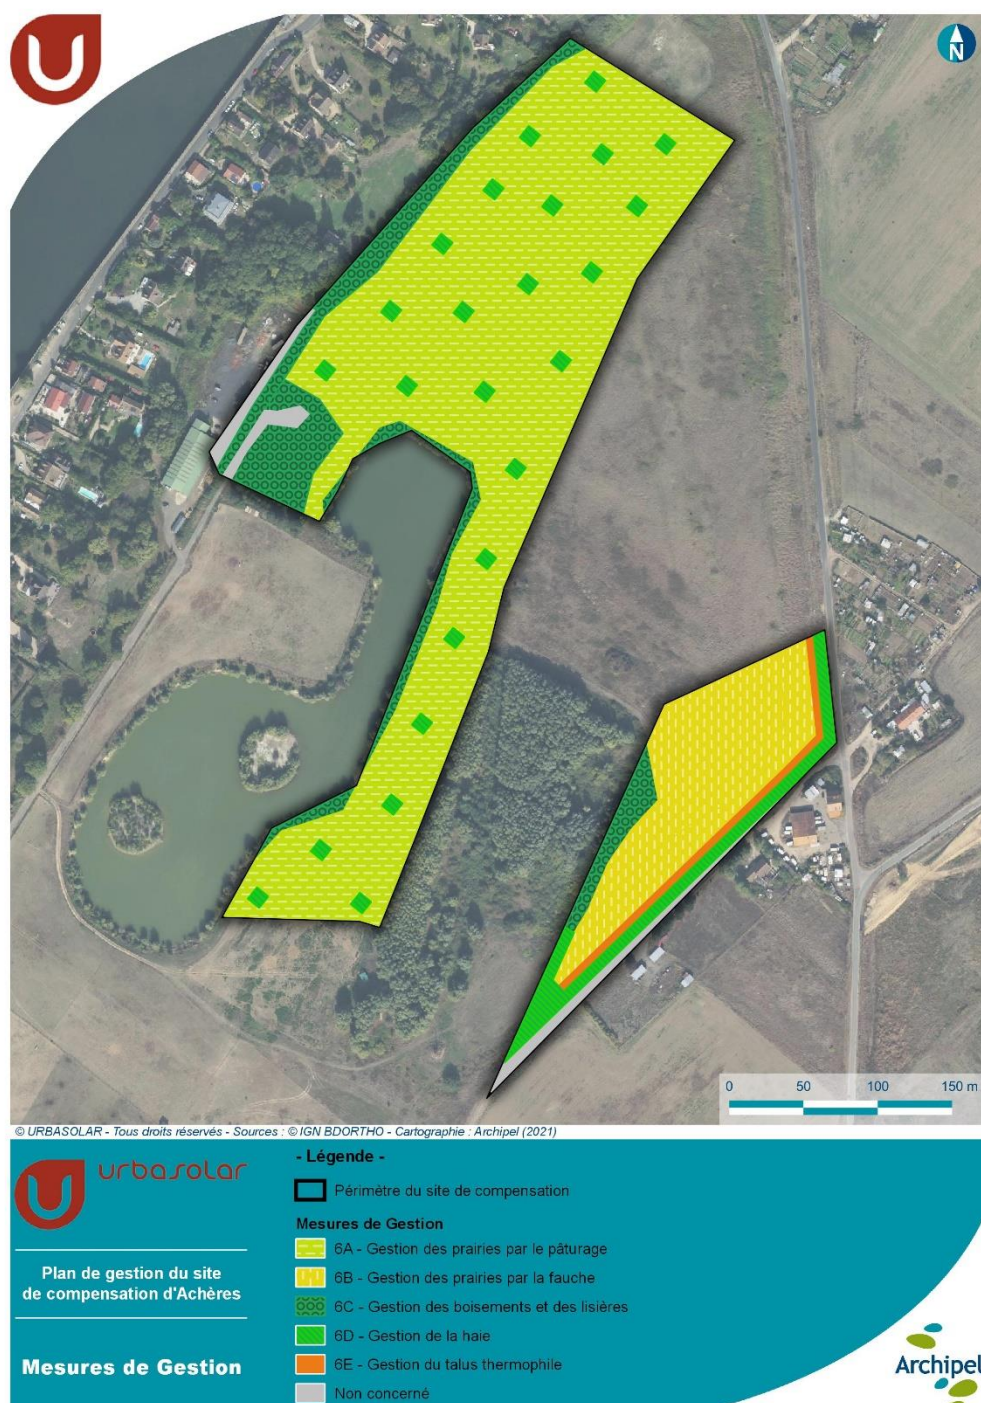 N
0 50 100 150 m
© URBASOLAR - Tous droits réservés - Sources : © IGN BDORTHO - Cartographie : Archipel (2021)
urbasolar
Plan de gestion du site
de compensation d'Achères
Mesures de Gestion
- Légende -
Périmètre du site de compensation
Mesures de Gestion
6A - Gestion des prairies par le pâturage
6B - Gestion des prairies par la fauche
6C - Gestion des boisements et des lisières
6D - Gestion de la haie
6E - Gestion du talus thermophile
Non concerné
Archipel